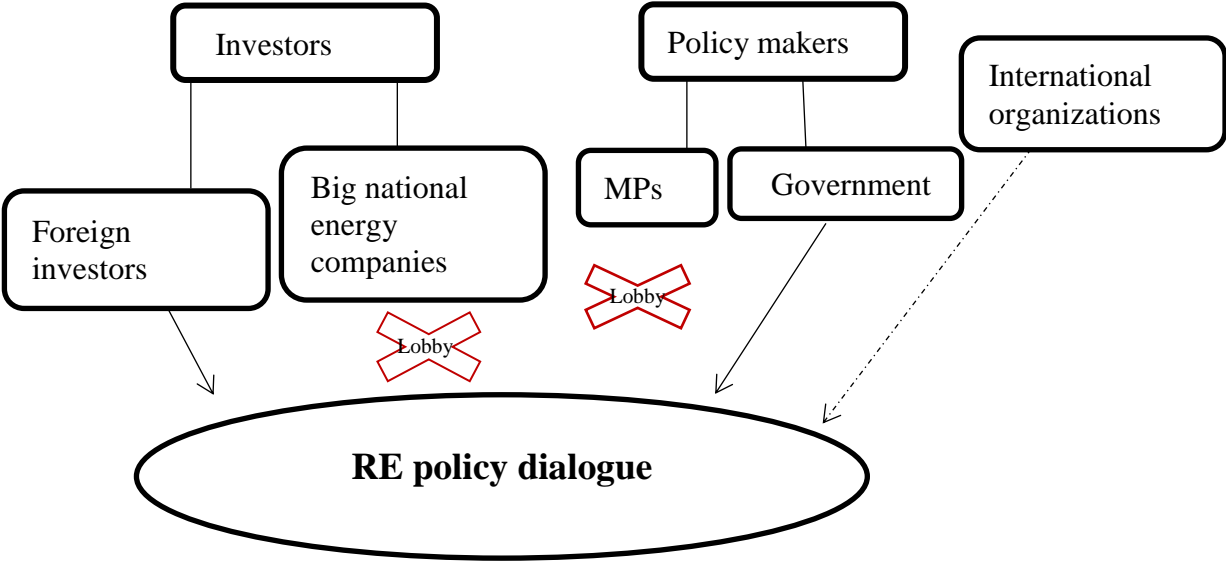 Investors
Policy makers
International
organizations
Foreign
investors
Big national
energy
companies
MPs
Government
Lobby
Lobby
RE policy dialogue